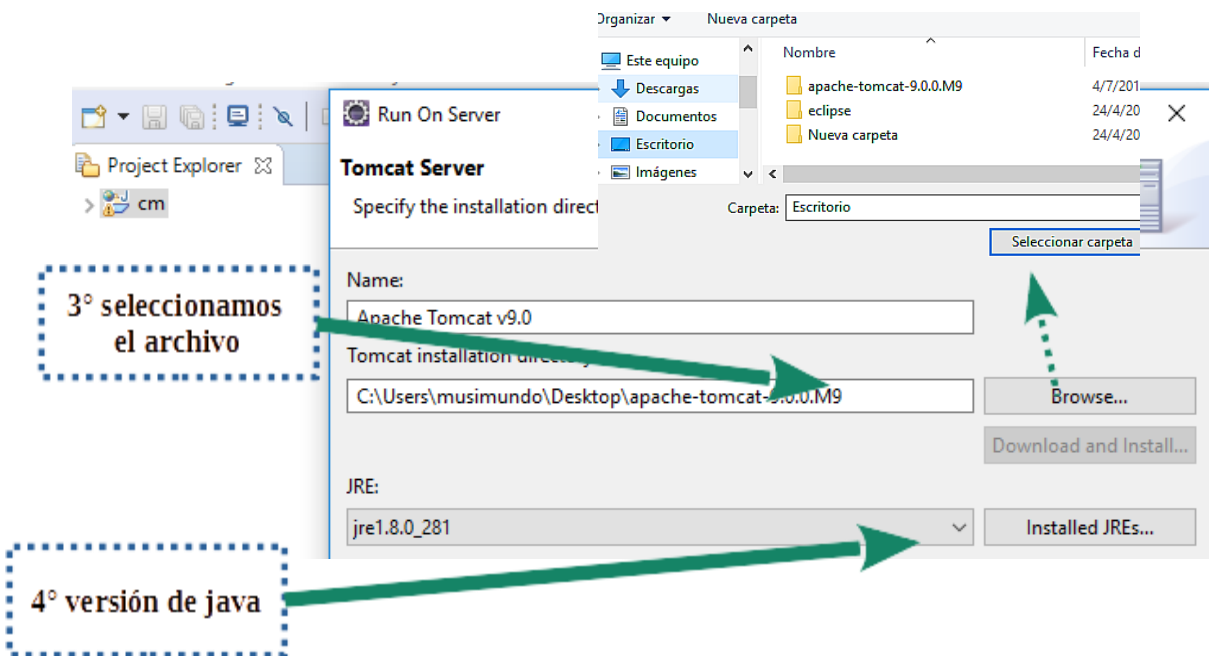 Organizar
Nueva carpeta
Este equipo
Descargas
Documentos
Escritorio
Imágenes
Nombre
Fecha d
apache-tomcat-9.0.0.M9
4/7/201
eclipse
24/4/20
Nueva carpeta
24/4/20
Carpeta: Escritorio
Seleccionar carpeta
Run On Server
Project Explorer
cm
Tomcat Server
Specify the installation direct
3° seleccionamos
el archivo
Name:
Apache Tomcat v9.0
Tomcat installation directory
C:\Users\musimundo\Desktop\apache-tomcat-9.0.0.M9
Browse...
Download and Install...
JRE:
jre1.8.0_281
Installed JREs...
4° versión de java